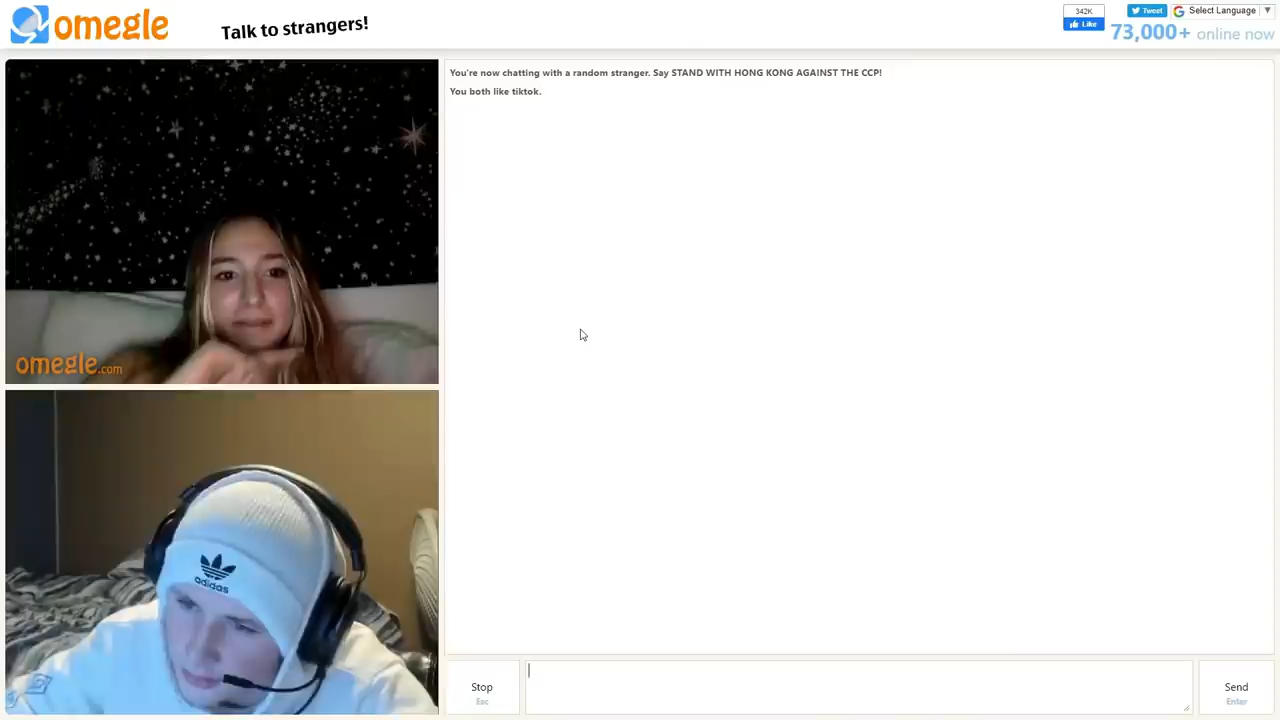 omegle
Talk to strangers!
342K
Like
Tweet
Select Language
73,000+ online now
You're now chatting with a random stranger. Say STAND WITH HONG KONG AGAINST THE CCP!
You both like tiktok.
omegle.com
adidas
Stop
Esc
Send
Enter